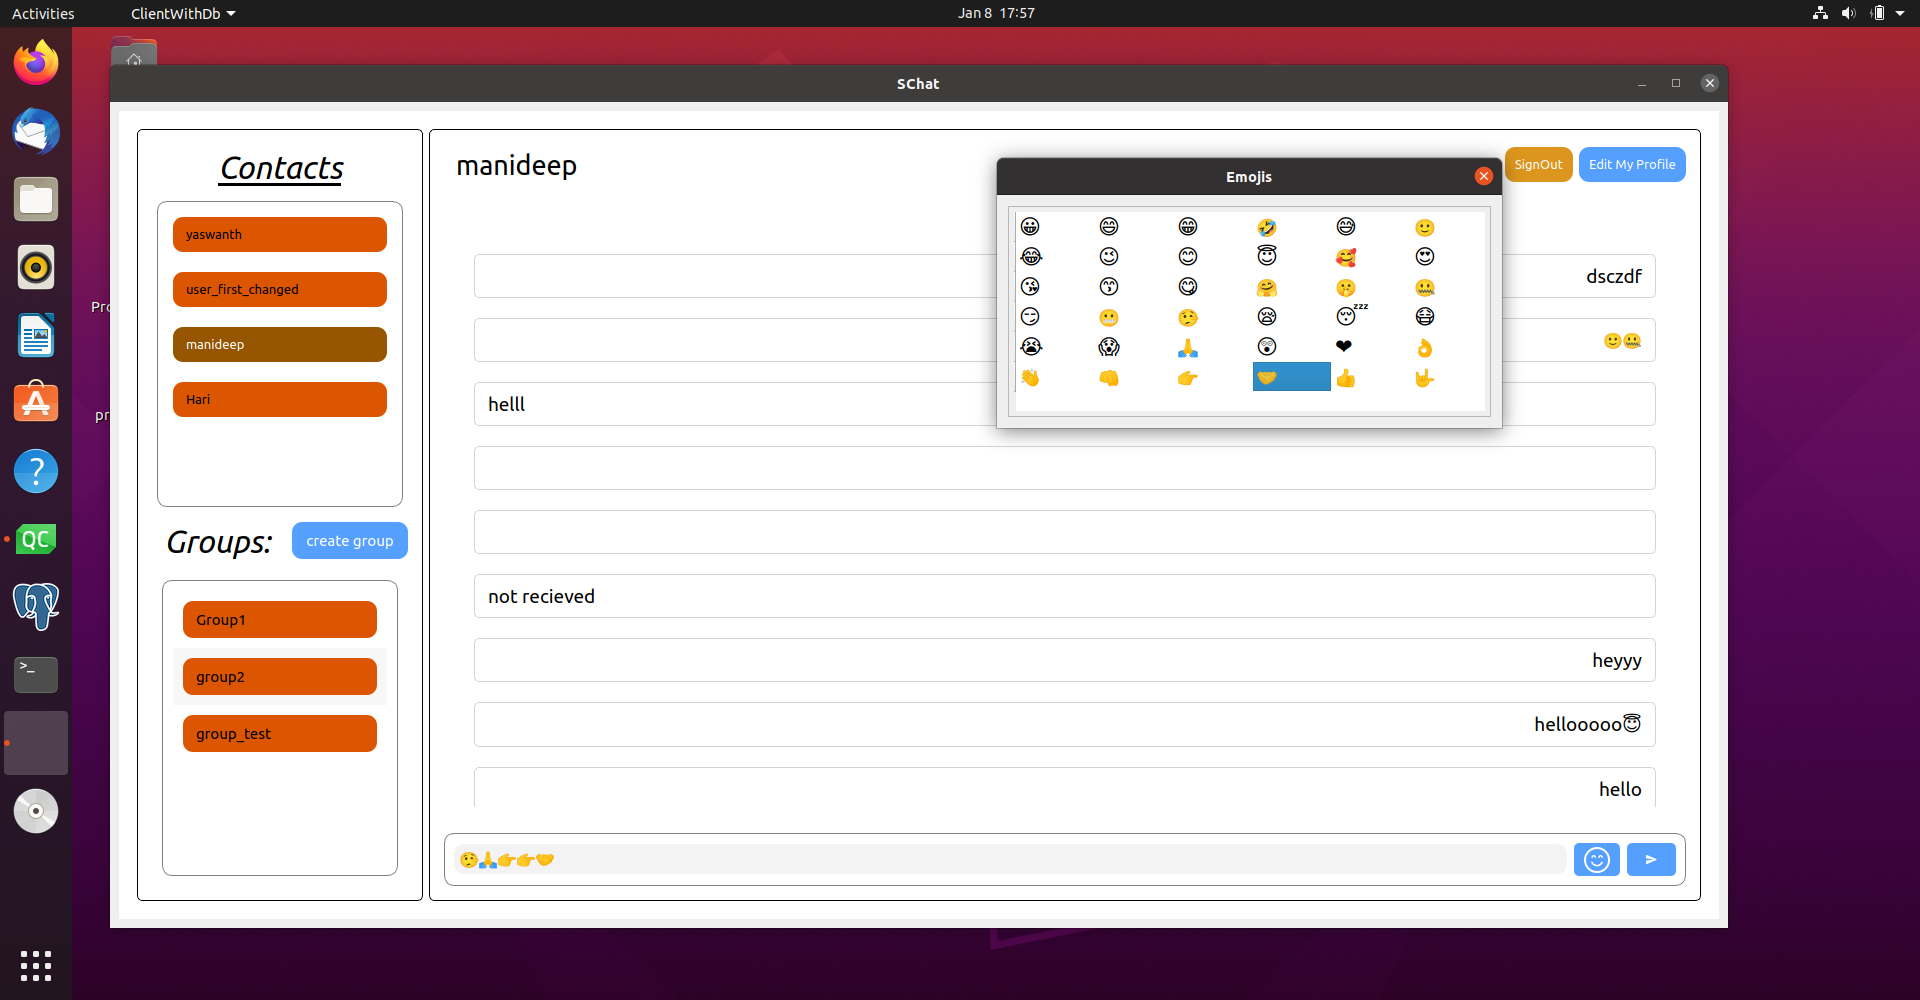 Activities
ClientWithDb
Jan 8 17:57
SChat
Contacts
yaswanth
user_first_changed
manideep
Hari
Groups:
create group
Group1
group2
group_test
manideep
SignOut
Edit My Profile
Emojis
😀 😄 😁 🤣 😅 🙂
😂 😉 😊 😇 🥰 😍
😘 😙 😋 🤗 🤫 🤐
😏 😬 🤔 😪 😴 😷
😭 😱 🙏 😲 ❤ 👌
👋 👊 👉 🤝 👍 🤟
dsczdf
🙂🤐
helll
not recieved
heyyy
hellooooo😇
hello
🤔🙏👉👉🤝
QC
>_
Pro
pr